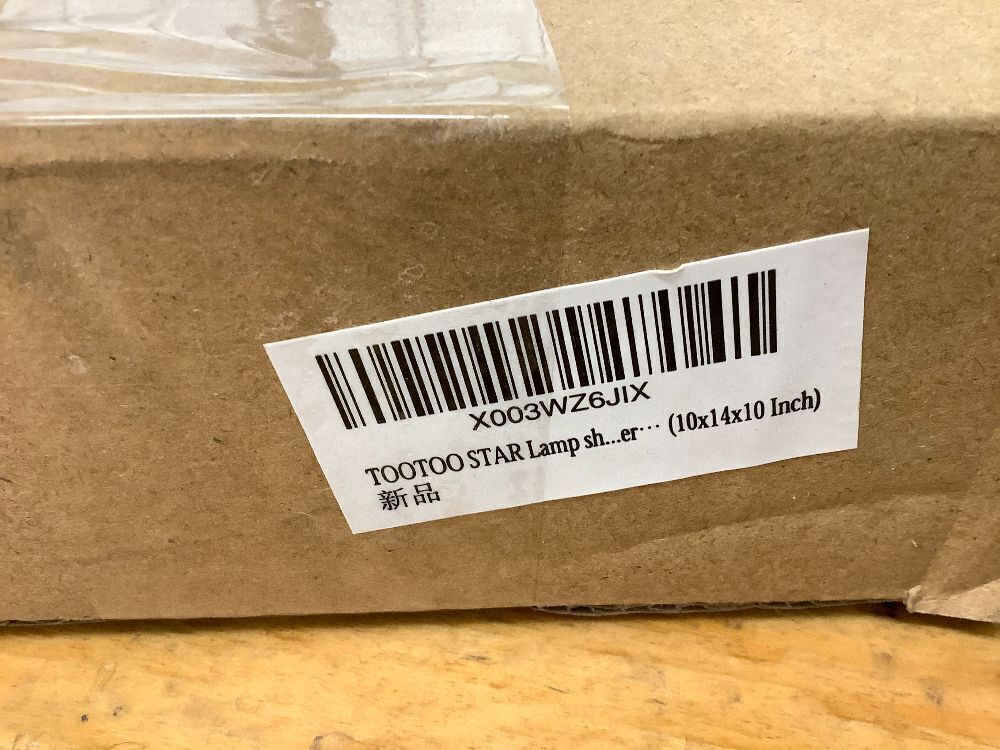 X003WZ6JIX
TOOTOO STAR Lamp sh...er… (10x14x10 Inch)
新品